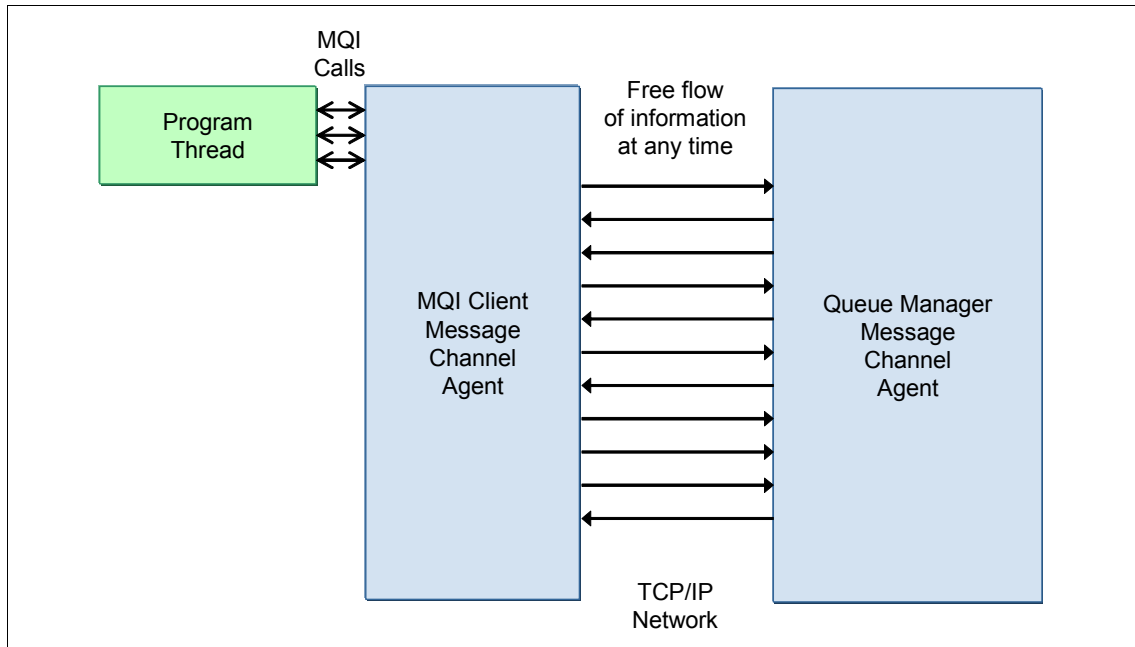 MQI
Calls
Program
Thread
Free flow
of information
at any time
MQI Client
Message
Channel
Agent
Queue Manager
Message
Channel
Agent
TCP/IP
Network